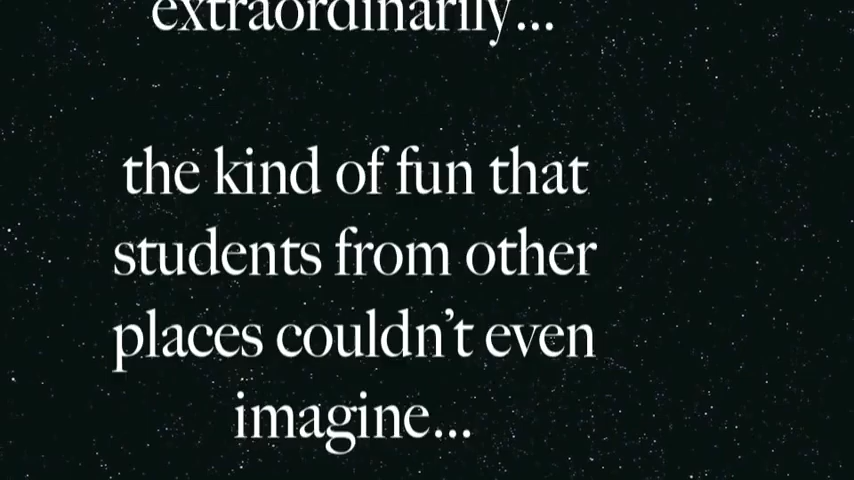 extraordinarily...
the kind of fun that
students from other
places couldn't even
imagine...